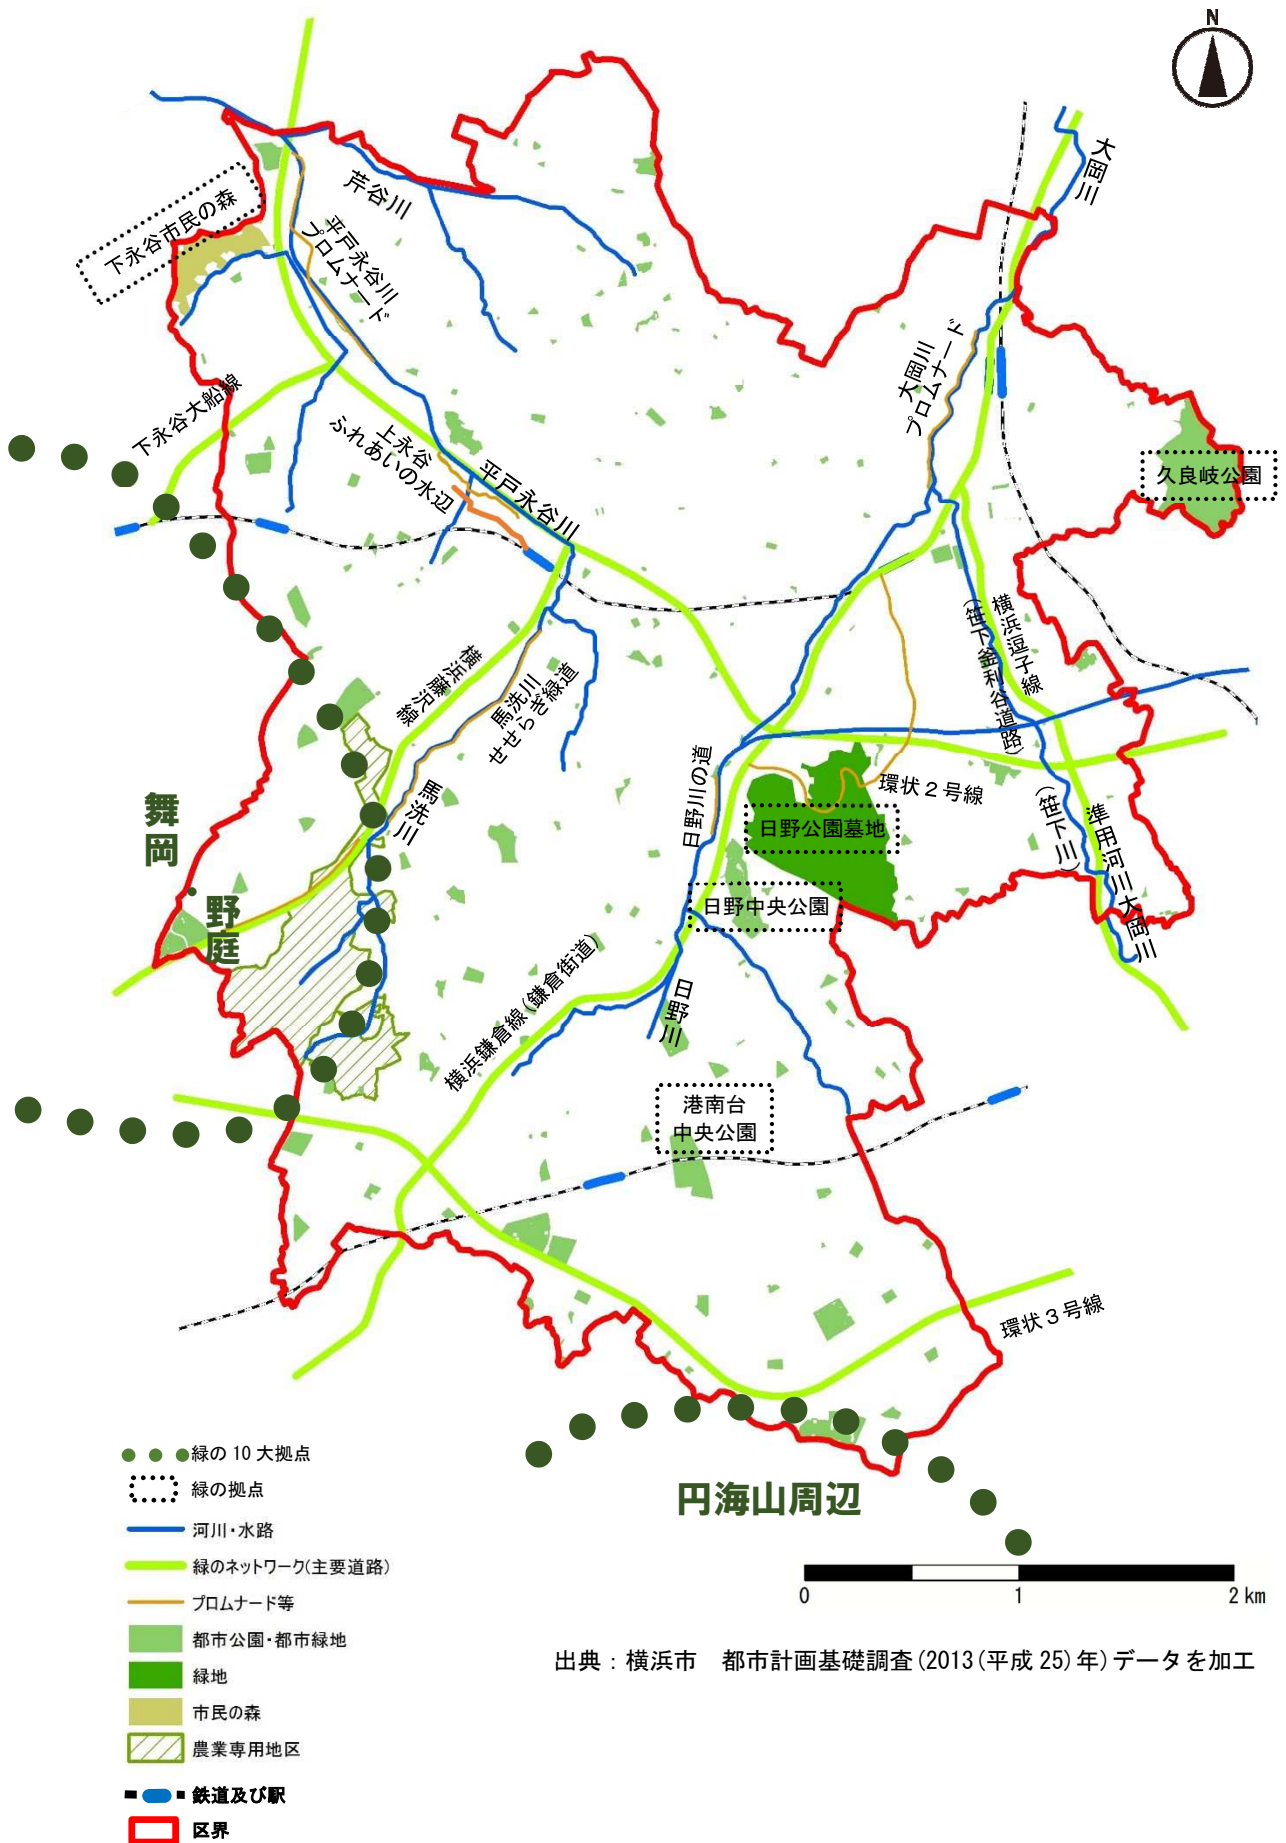 N
大岡川
芹谷川
下永谷市民の森
平戸永谷川
プロムナード
大岡川
プロムナード
下永谷大船線
上永谷
ふれあいの水辺
平戸永谷川
久良岐公園
横浜逗子線
(笹下釜利谷道路)
横浜藤沢線
馬洗川
せせらぎ緑道
日野川の道
環状2号線
馬洗川
舞岡
日野公園墓地
(笹下川)
準用河川大岡川
野庭
日野中央公園
日野川
横浜鎌倉線(鎌倉街道)
港南台
中央公園
環状3号線
円海山周辺
緑の10大拠点
緑の拠点
河川・水路
緑のネットワーク(主要道路)
プロムナード等
都市公園・都市緑地
緑地
市民の森
農業専用地区
鉄道及び駅
区界
0 1 2 km
出典：横浜市　都市計画基礎調査(2013(平成25)年)データを加工